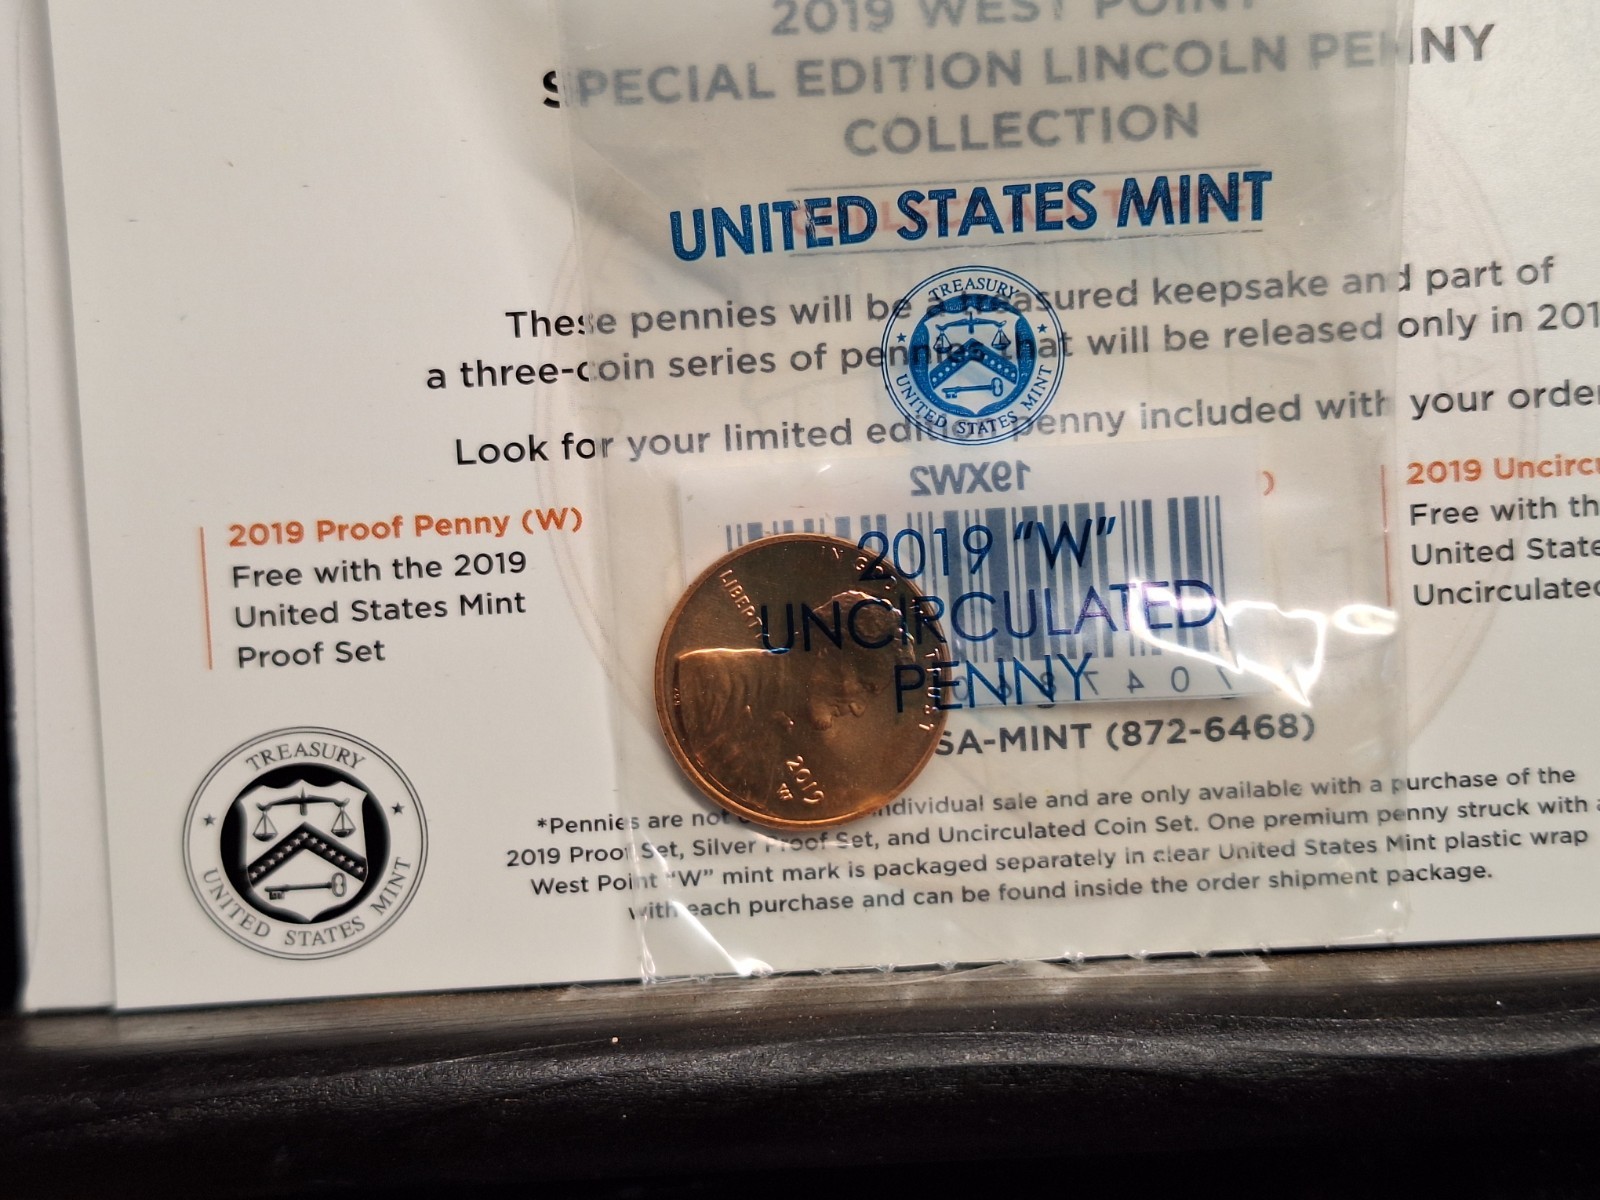 2019 WEST POINT
SPECIAL EDITION LINCOLN PENNY
COLLECTION
UNITED STATES MINT
These pennies will be a treasured keepsake and part of
a three-coin series of pennies that will be released only in 201
Look for your limited edition penny included with your order
TREASURY
UNITED STATES MINT
19XWS
2019 "W"
UNCIRCULATED
PENNY
2019 Proof Penny (W)
Free with the 2019
United States Mint
Proof Set
2019 Uncircu
Free with th
United State
Uncirculated
IN GOD TRUST
LIBERTY
2019
W
SA-MINT (872-6468)
TREASURY
UNITED STATES MINT
*Pennies are not individual sale and are only available with a purchase of the
2019 Proof Set, Silver Proof Set, and Uncirculated Coin Set. One premium penny struck with a
West Point "W" mint mark is packaged separately in clear United States Mint plastic wrap
with each purchase and can be found inside the order shipment package.